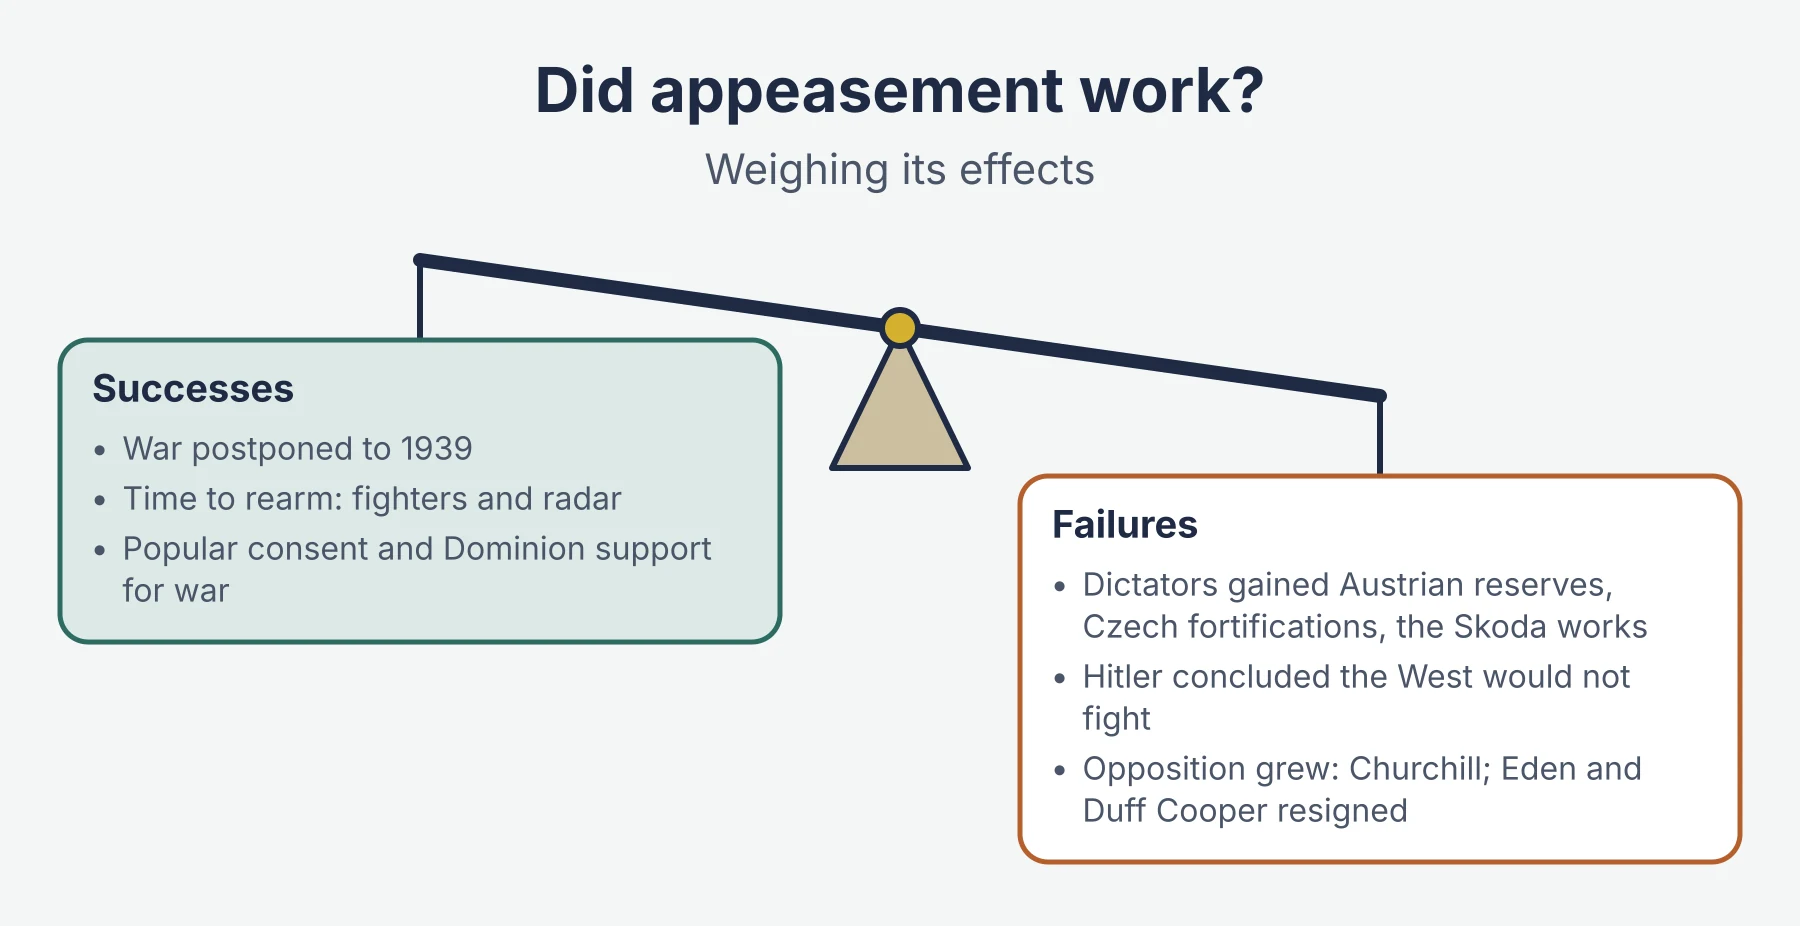 Did appeasement work?
Weighing its effects
Successes
• War postponed to 1939
• Time to rearm: fighters and radar
• Popular consent and Dominion support
for war
Failures
• Dictators gained Austrian reserves,
Czech fortifications, the Skoda works
• Hitler concluded the West would not
fight
• Opposition grew: Churchill; Eden and
Duff Cooper resigned